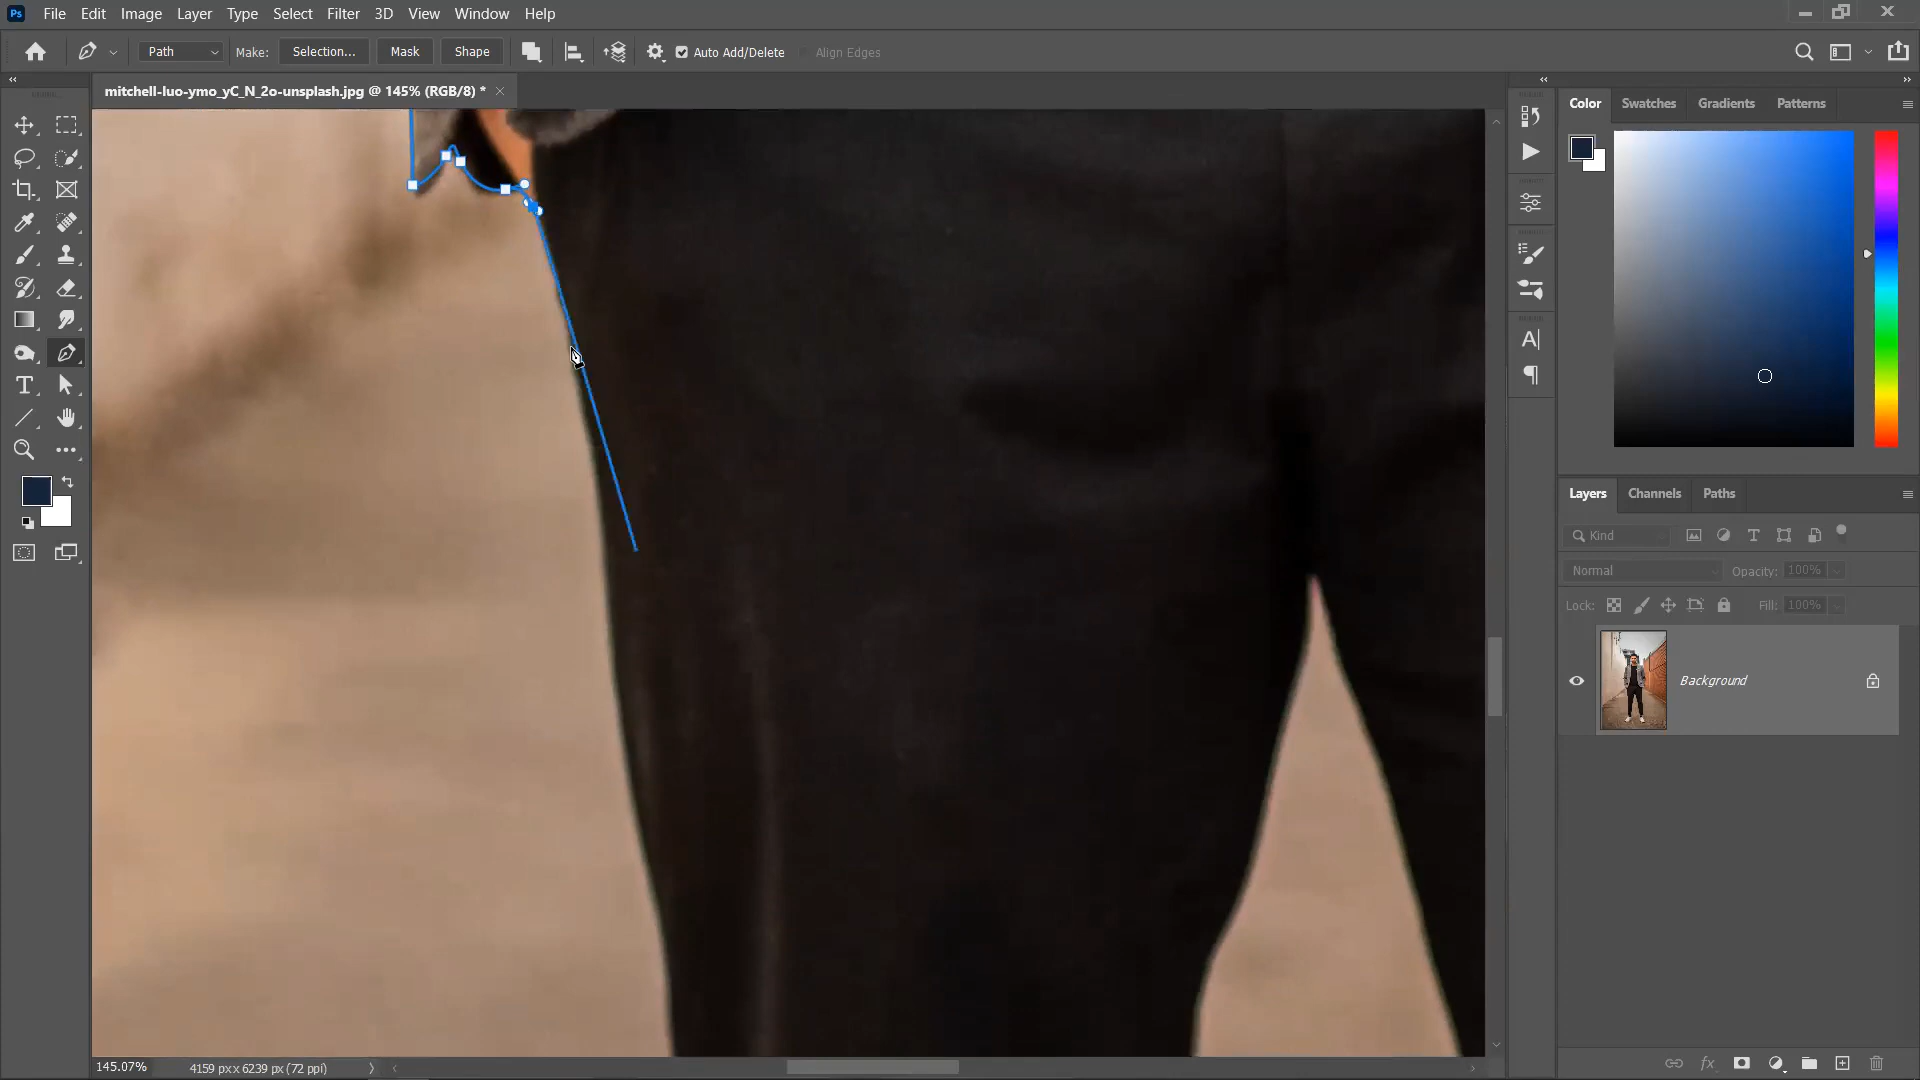 Ps File Edit Image Layer Type Select Filter 3D View Window Help
Path Make: Selection... Mask Shape Auto Add/Delete Align Edges
mitchell-luo-ymo_yC_N_2o-unsplash.jpg @ 145% (RGB/8) *
Color Swatches Gradients Patterns
Layers Channels Paths
Kind
Normal Opacity: 100%
Lock: Fill: 100%
Background
fx
145.07% 4159 px x 6239 px (72 ppi)